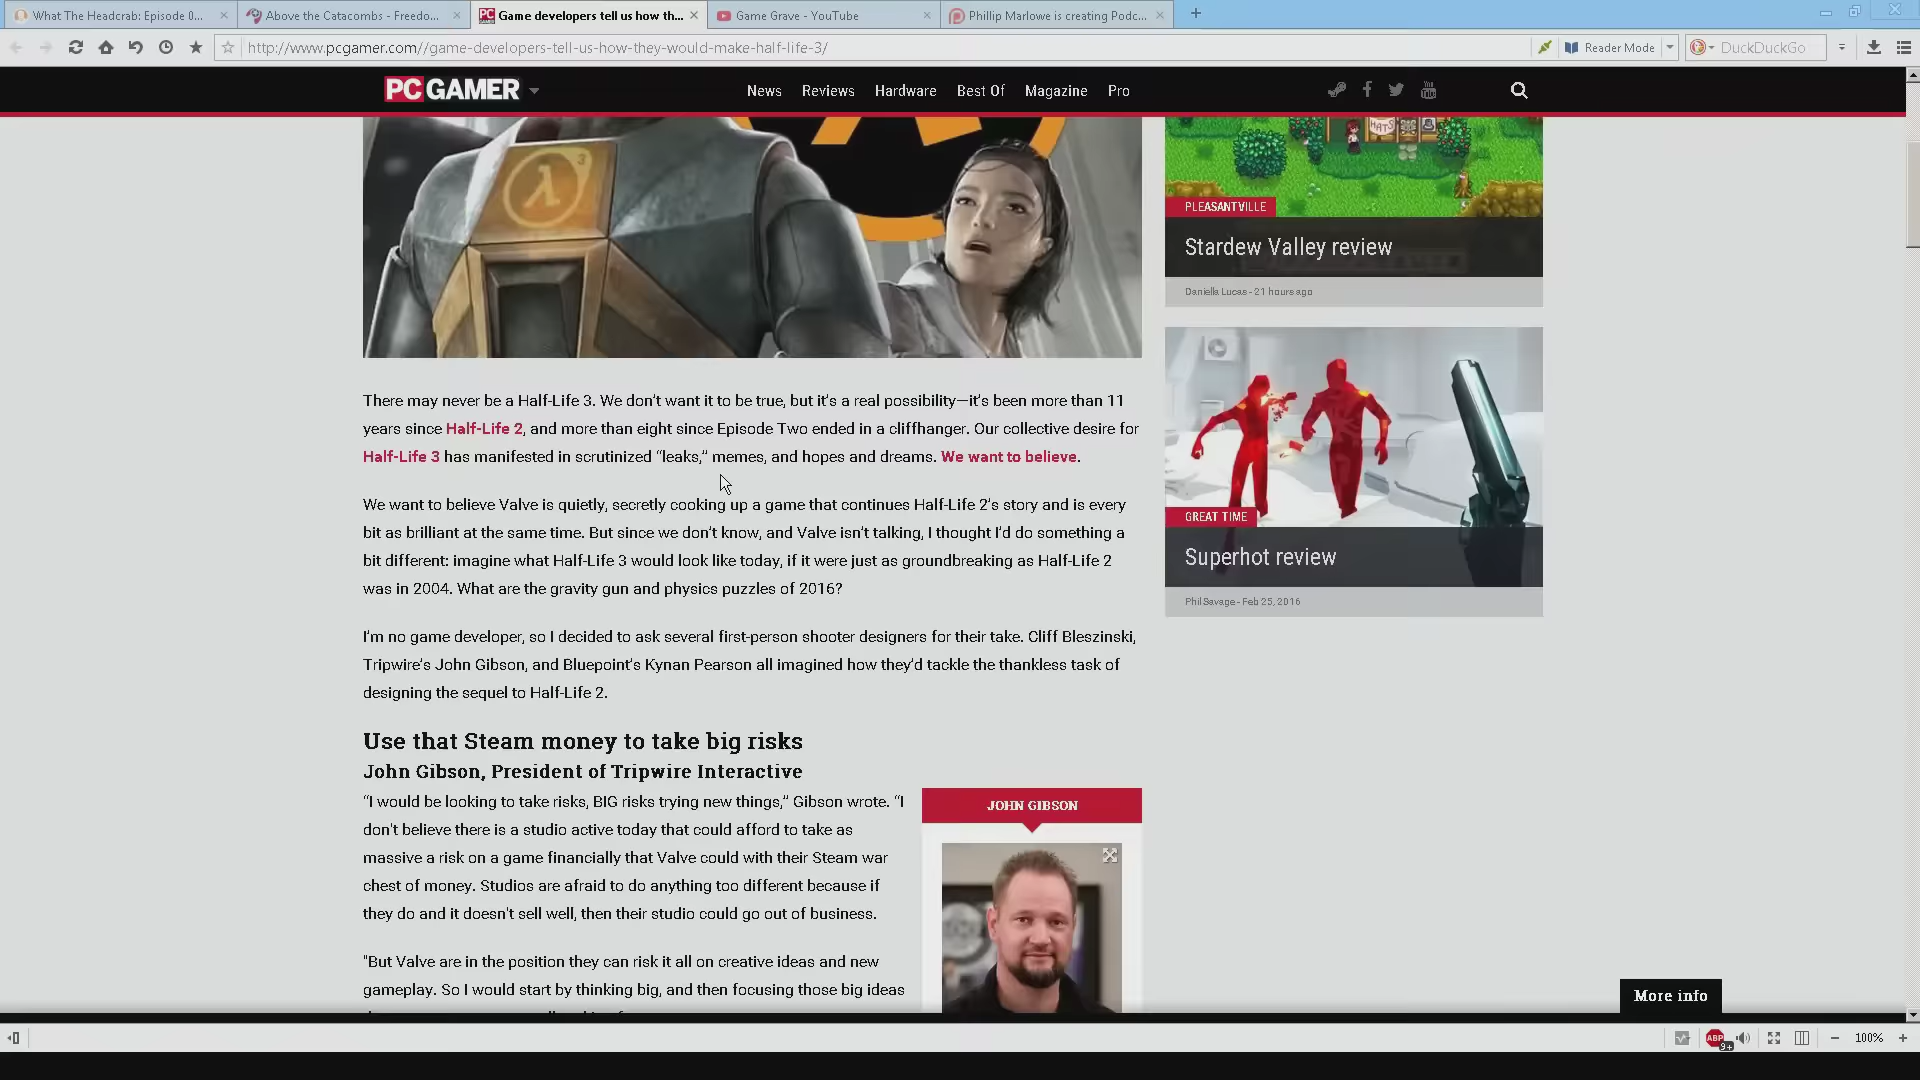 What The Headcrab: Episode 0...
Above the Catacombs - Freedo...
Game developers tell us how th...
Game Grave - YouTube
Phillip Marlowe is creating Podc...
http://www.pcgamer.com//game-developers-tell-us-how-they-would-make-half-life-3/
Reader Mode
DuckDuckGo
PC GAMER
News
Reviews
Hardware
Best Of
Magazine
Pro
You Tube
3
λ
HATS
PLEASANTVILLE
Stardew Valley review
Daniella Lucas - 21 hours ago
GREAT TIME
Superhot review
Phil Savage - Feb 25, 2016
There may never be a Half-Life 3. We don't want it to be true, but it's a real possibility—it's been more than 11
years since Half-Life 2, and more than eight since Episode Two ended in a cliffhanger. Our collective desire for
Half-Life 3 has manifested in scrutinized “leaks,” memes, and hopes and dreams. We want to believe.
We want to believe Valve is quietly, secretly cooking up a game that continues Half-Life 2's story and is every
bit as brilliant at the same time. But since we don't know, and Valve isn't talking, I thought I'd do something a
bit different: imagine what Half-Life 3 would look like today, if it were just as groundbreaking as Half-Life 2
was in 2004. What are the gravity gun and physics puzzles of 2016?
I'm no game developer, so I decided to ask several first-person shooter designers for their take. Cliff Bleszinski,
Tripwire's John Gibson, and Bluepoint's Kynan Pearson all imagined how they'd tackle the thankless task of
designing the sequel to Half-Life 2.
Use that Steam money to take big risks
John Gibson, President of Tripwire Interactive
“I would be looking to take risks, BIG risks trying new things,” Gibson wrote. “I
don't believe there is a studio active today that could afford to take as
massive a risk on a game financially that Valve could with their Steam war
chest of money. Studios are afraid to do anything too different because if
they do and it doesn't sell well, then their studio could go out of business.
"But Valve are in the position they can risk it all on creative ideas and new
gameplay. So I would start by thinking big, and then focusing those big ideas
JOHN GIBSON
More info
ABP
9+
100%